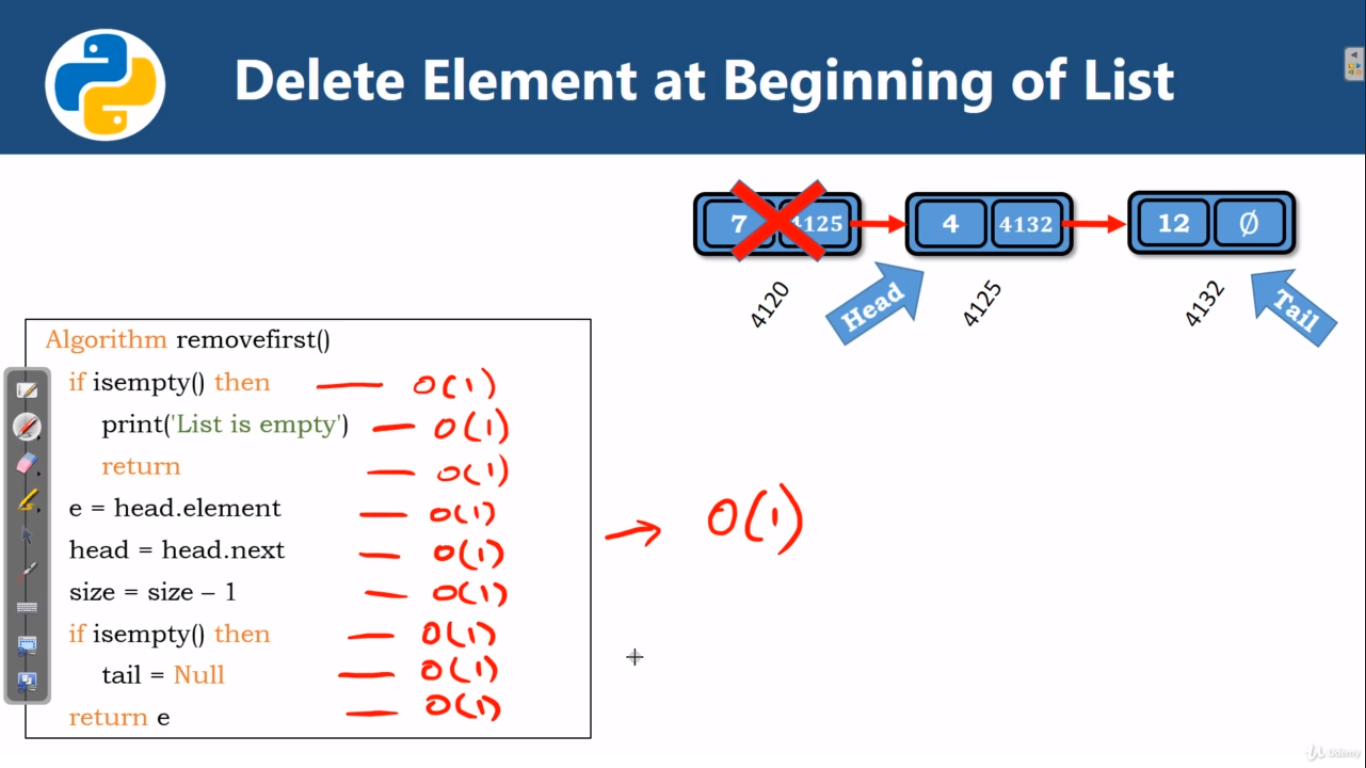 Delete Element at Beginning of List
7 4125 4 4132 12 ∅
4120 Head 4125 4132 Tail
Algorithm removefirst()
if isempty() then — O(1)
print('List is empty') — O(1)
return — O(1)
e = head.element — O(1)
head = head.next — O(1)
size = size – 1 — O(1)
if isempty() then — O(1)
tail = Null — O(1)
return e — O(1)
→ O(1)
Udemy